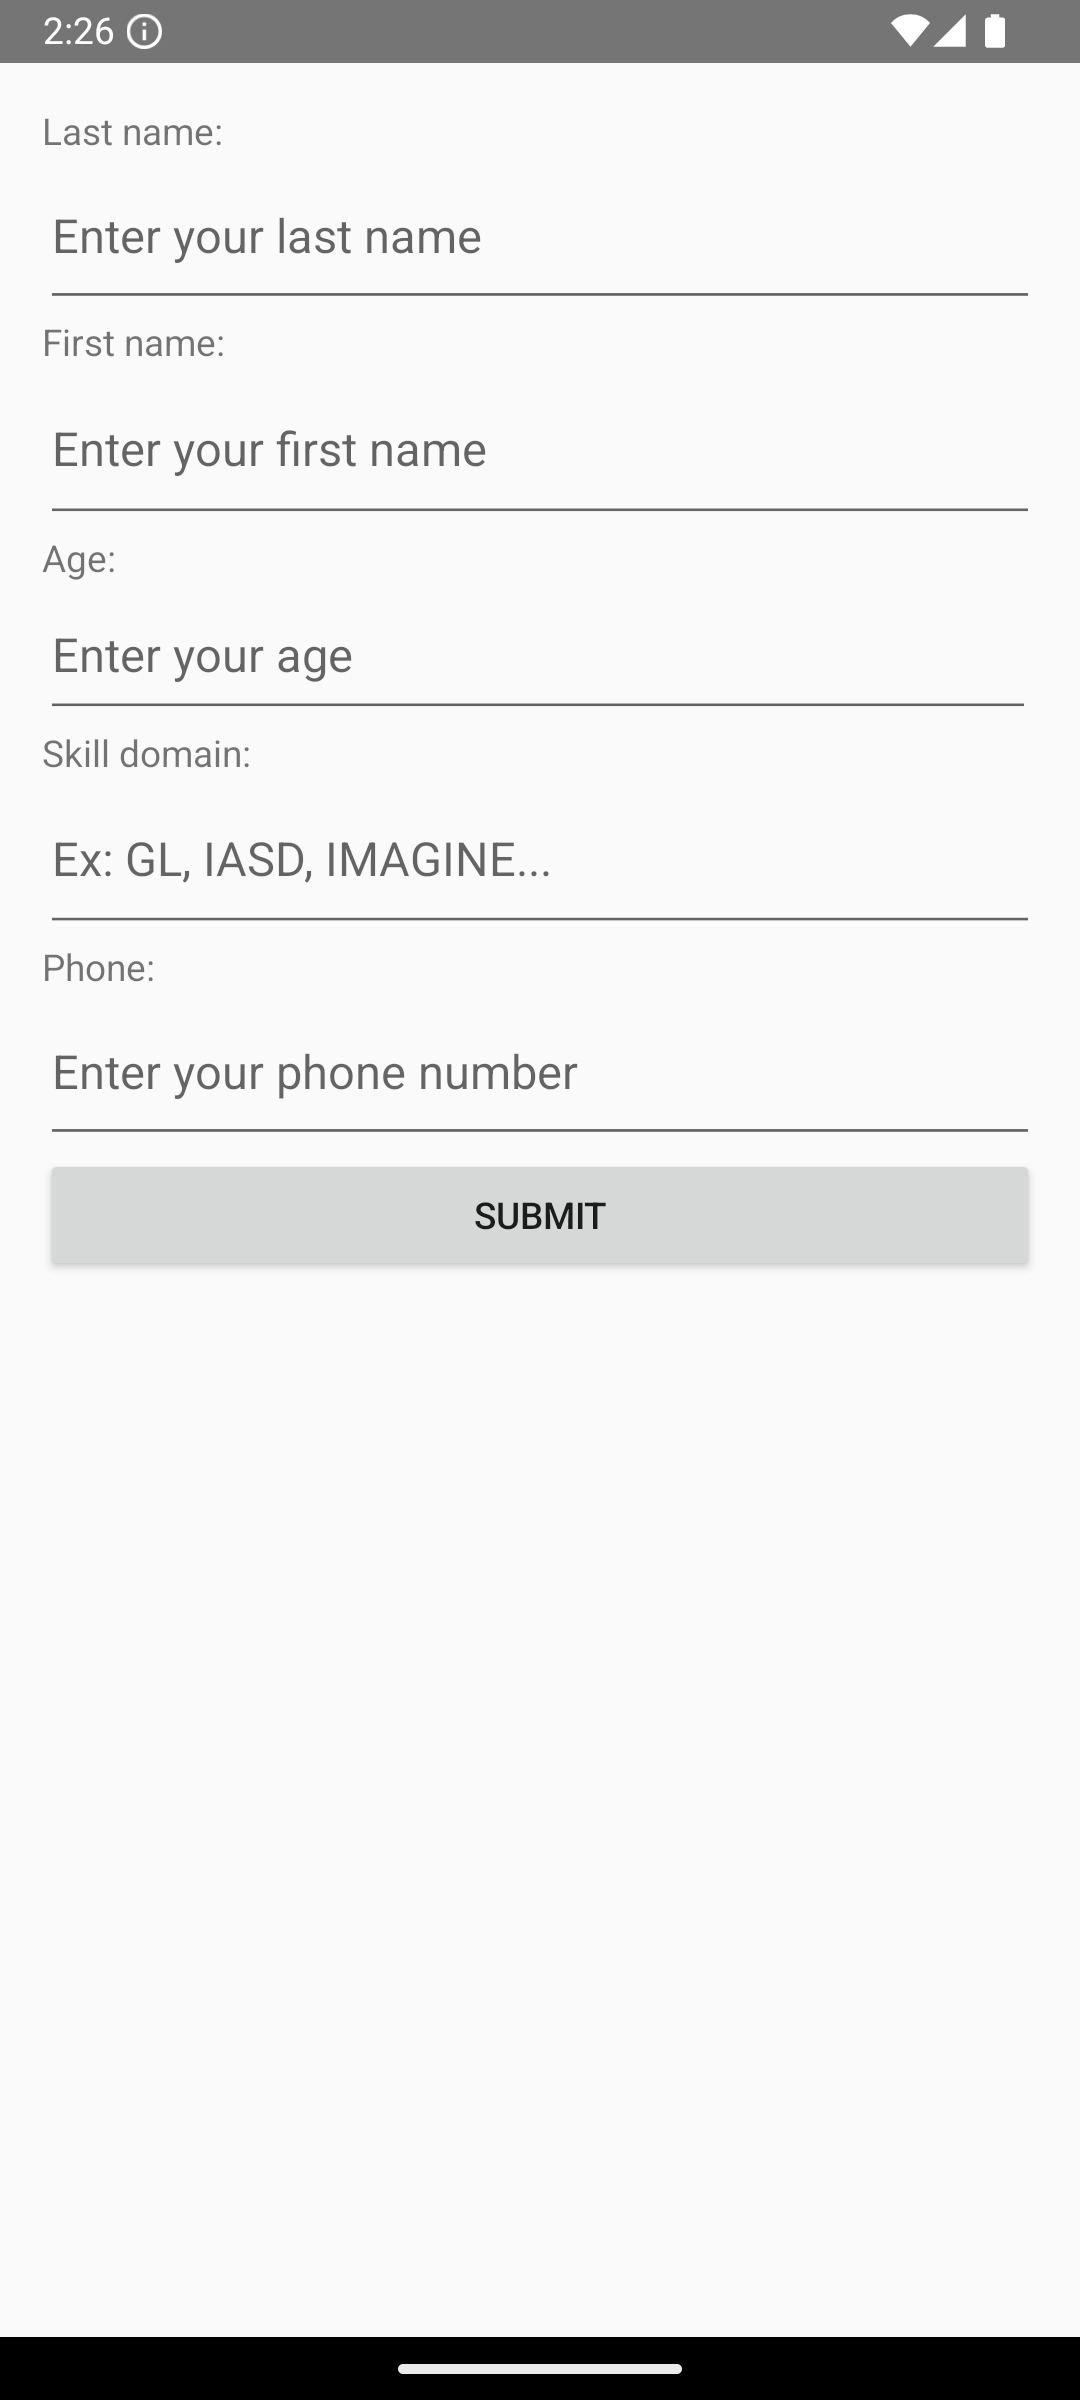 2:26
Last name:
Enter your last name
First name:
Enter your first name
Age:
Enter your age
Skill domain:
Ex: GL, IASD, IMAGINE...
Phone:
Enter your phone number
SUBMIT